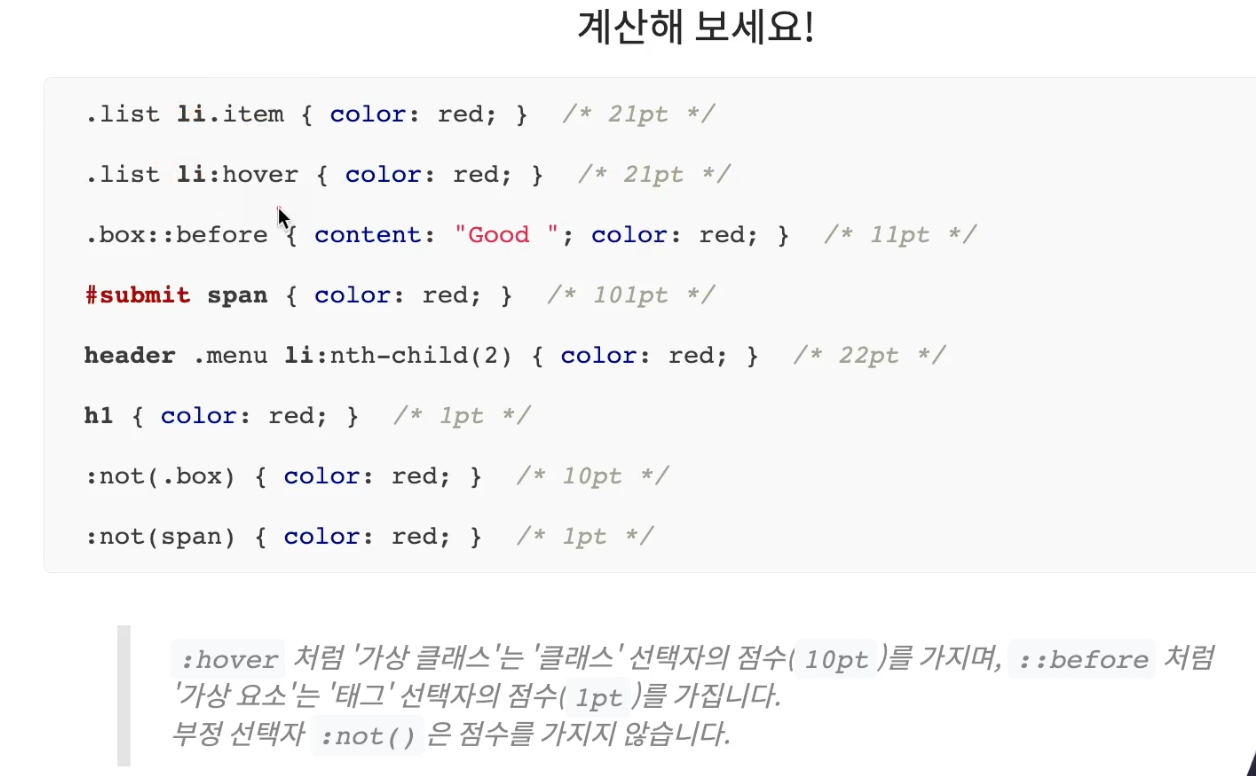 계산해 보세요!
.list li.item { color: red; }  /* 21pt */
.list li:hover { color: red; }  /* 21pt */
.box::before { content: "Good "; color: red; }  /* 11pt */
#submit span { color: red; }  /* 101pt */
header .menu li:nth-child(2) { color: red; }  /* 22pt */
h1 { color: red; }  /* 1pt */
:not(.box) { color: red; }  /* 10pt */
:not(span) { color: red; }  /* 1pt */
:hover 처럼 '가상 클래스'는 '클래스' 선택자의 점수( 10pt )를 가지며, ::before 처럼
'가상 요소'는 '태그' 선택자의 점수( 1pt )를 가집니다.
부정 선택자 :not() 은 점수를 가지지 않습니다.